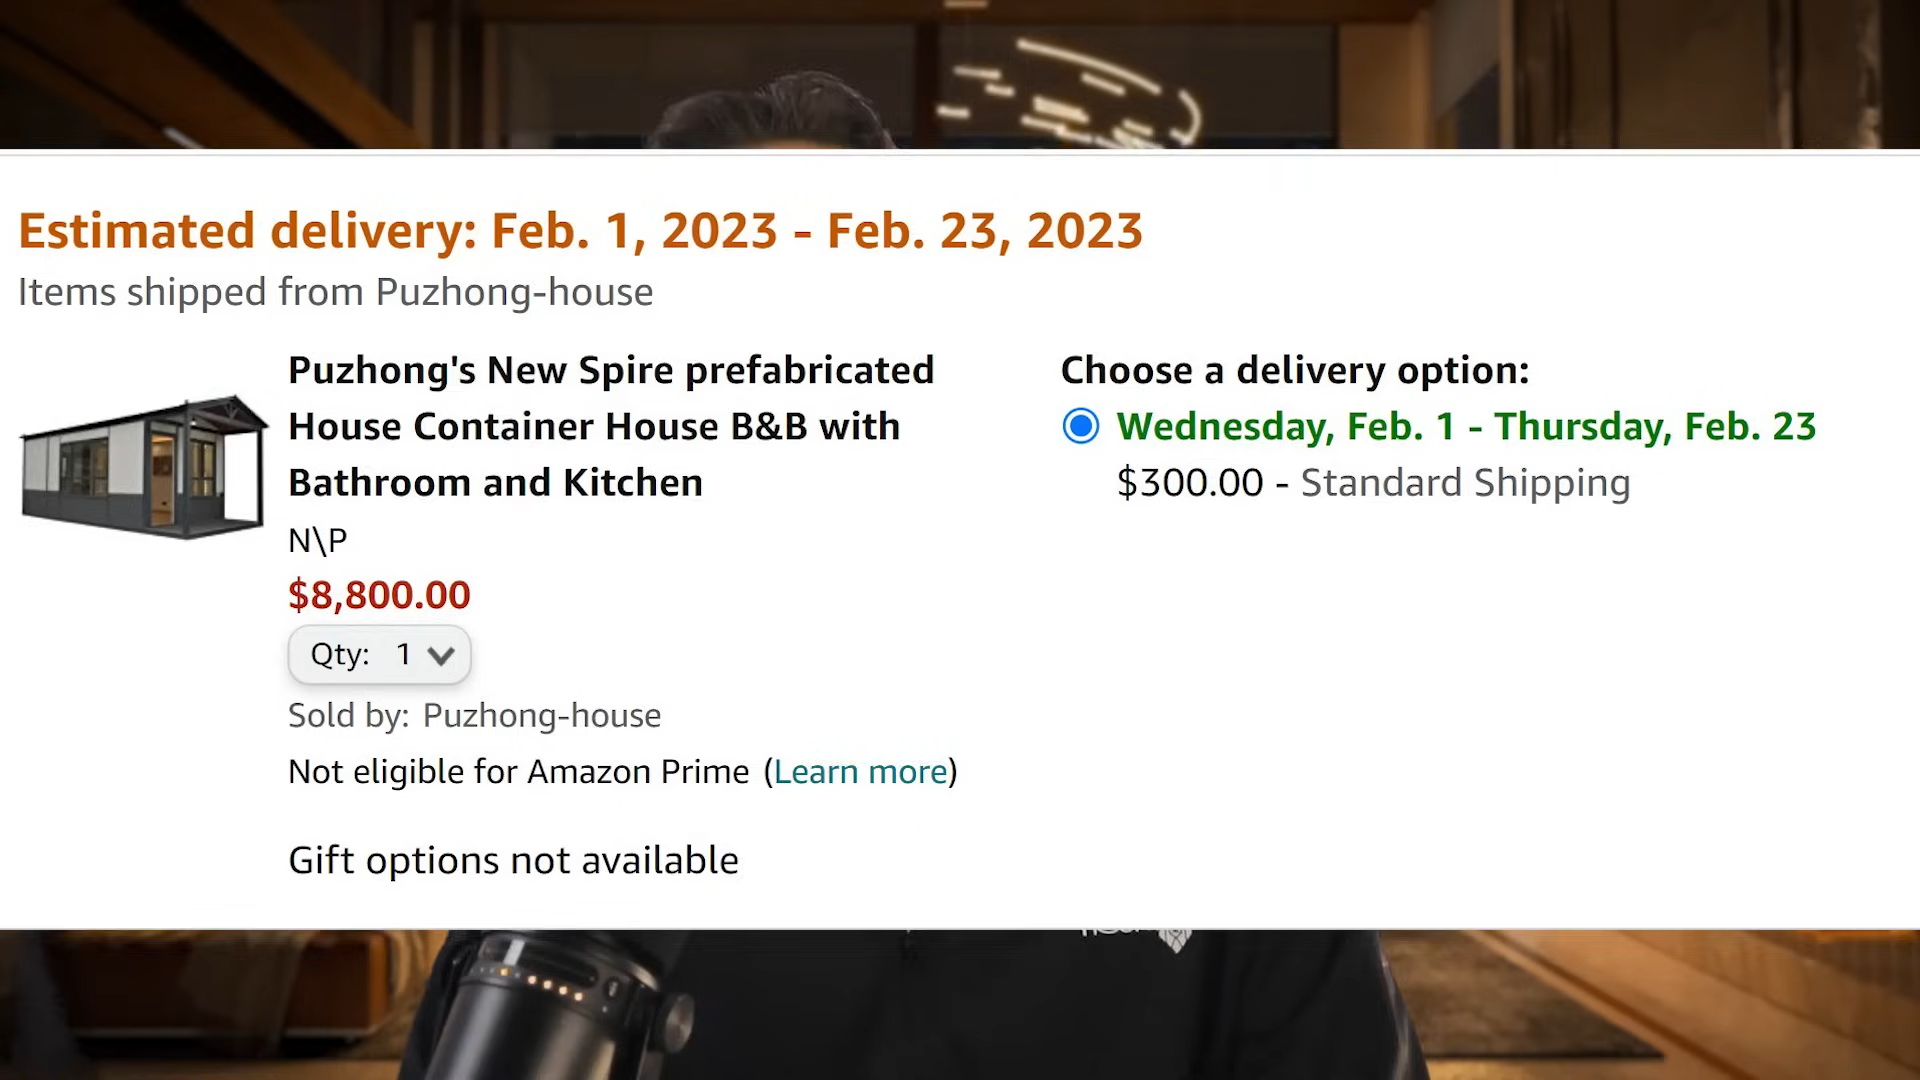 Estimated delivery: Feb. 1, 2023 - Feb. 23, 2023
Items shipped from Puzhong-house
Puzhong's New Spire prefabricated
House Container House B&B with
Bathroom and Kitchen
N\P
$8,800.00
Qty: 1
Sold by: Puzhong-house
Not eligible for Amazon Prime (Learn more)
Gift options not available
Choose a delivery option:
Wednesday, Feb. 1 - Thursday, Feb. 23
$300.00 - Standard Shipping